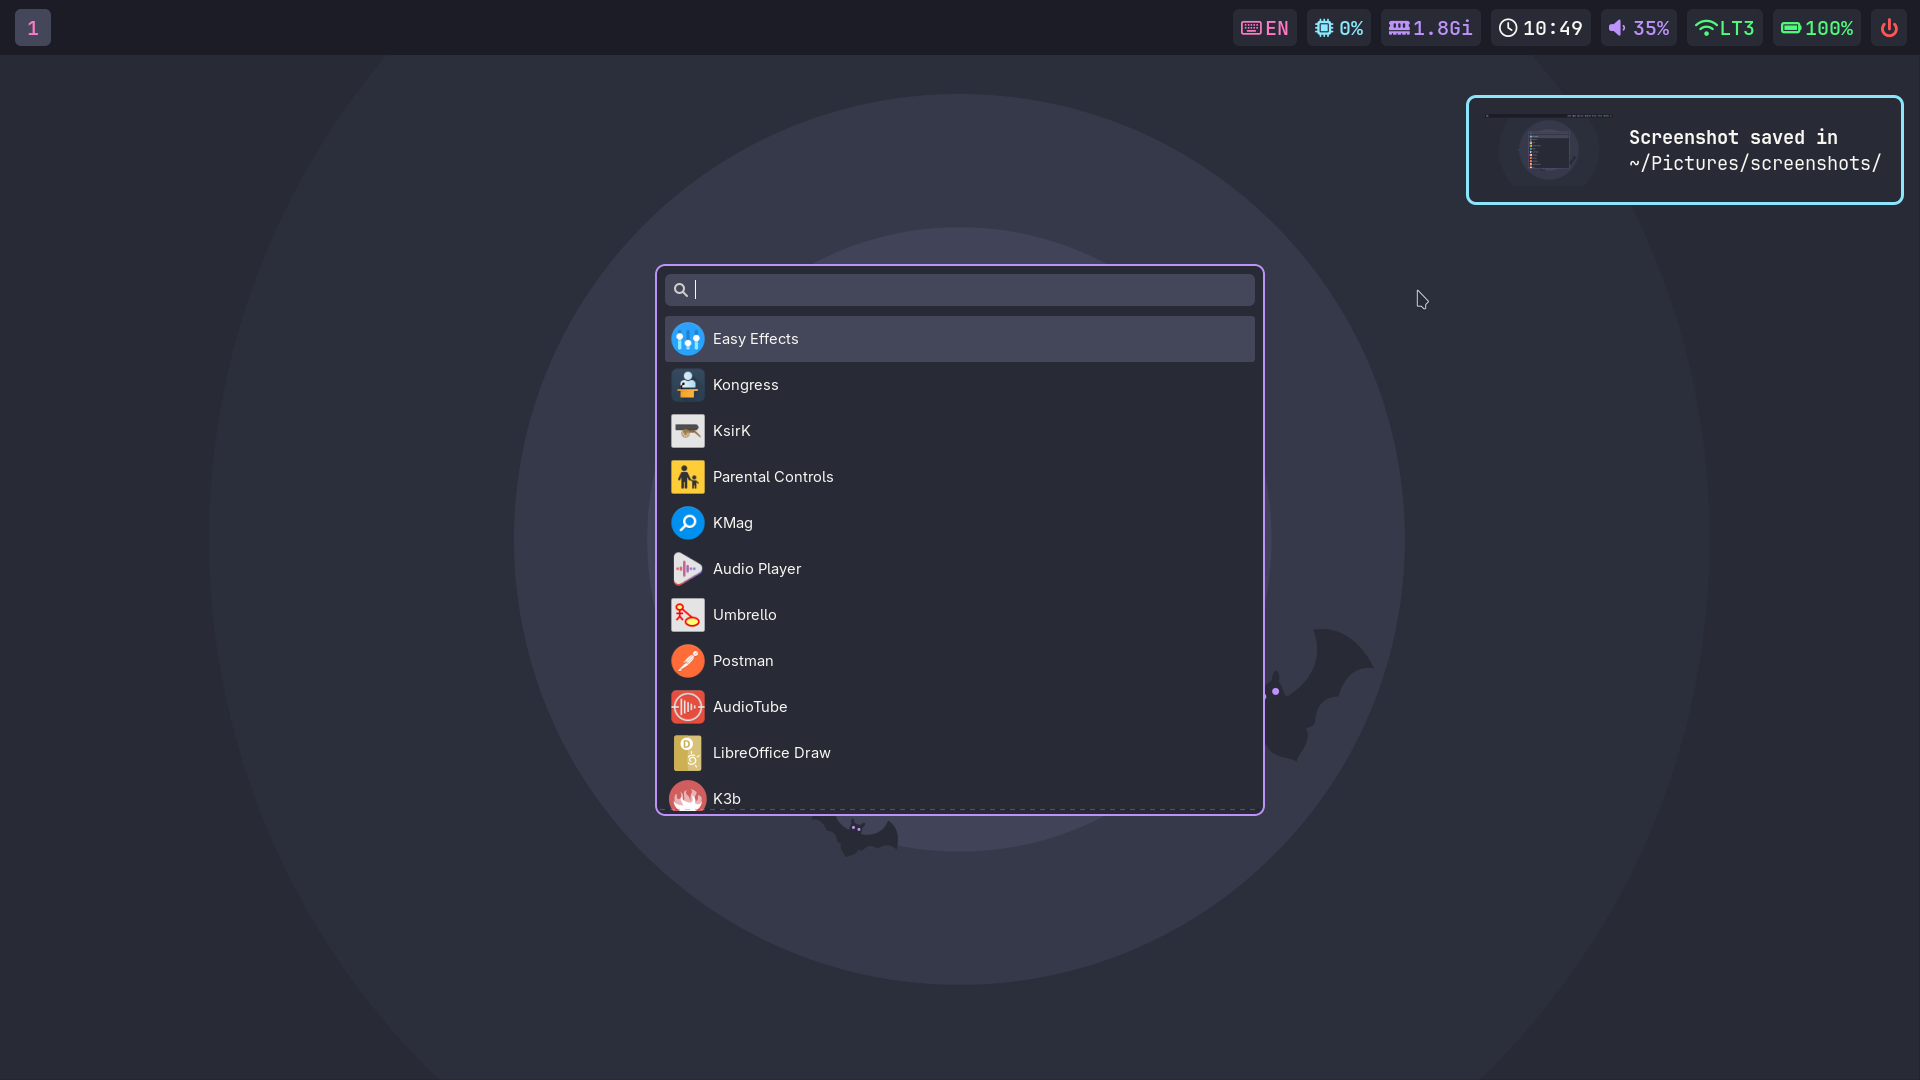 1
EN
0%
1.8Gi
10:49
35%
LT3
100%
Screenshot saved in
~/Pictures/screenshots/
Easy Effects
Kongress
KsirK
Parental Controls
KMag
Audio Player
Umbrello
Postman
AudioTube
LibreOffice Draw
K3b